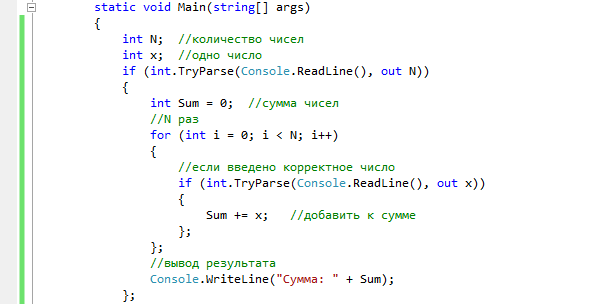 static void Main(string[] args)
{
int N;  //количество чисел
int x;  //одно число
if (int.TryParse(Console.ReadLine(), out N))
{
int Sum = 0;  //сумма чисел
//N раз
for (int i = 0; i < N; i++)
{
//если введено корректное число
if (int.TryParse(Console.ReadLine(), out x))
{
Sum += x;   //добавить к сумме
};
};
//вывод результата
Console.WriteLine("Сумма: " + Sum);
};